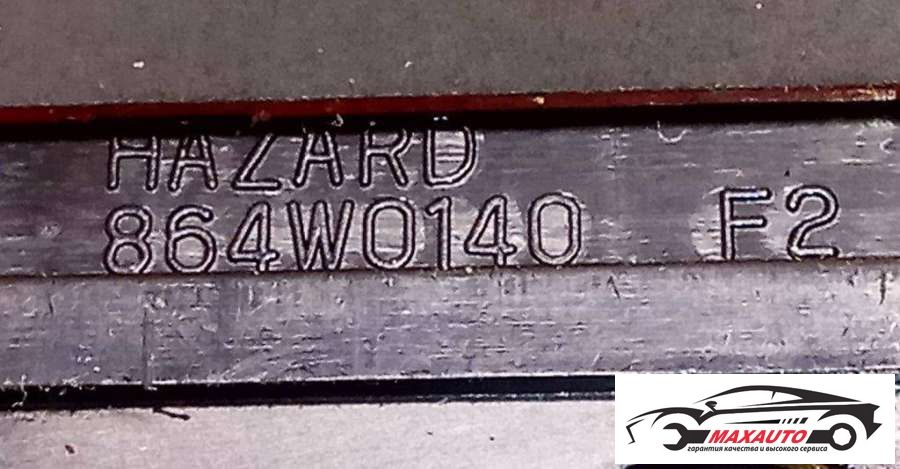 HAZARD
864W0140 F2
MAXAUTO
гарантия качества и высокого сервиса